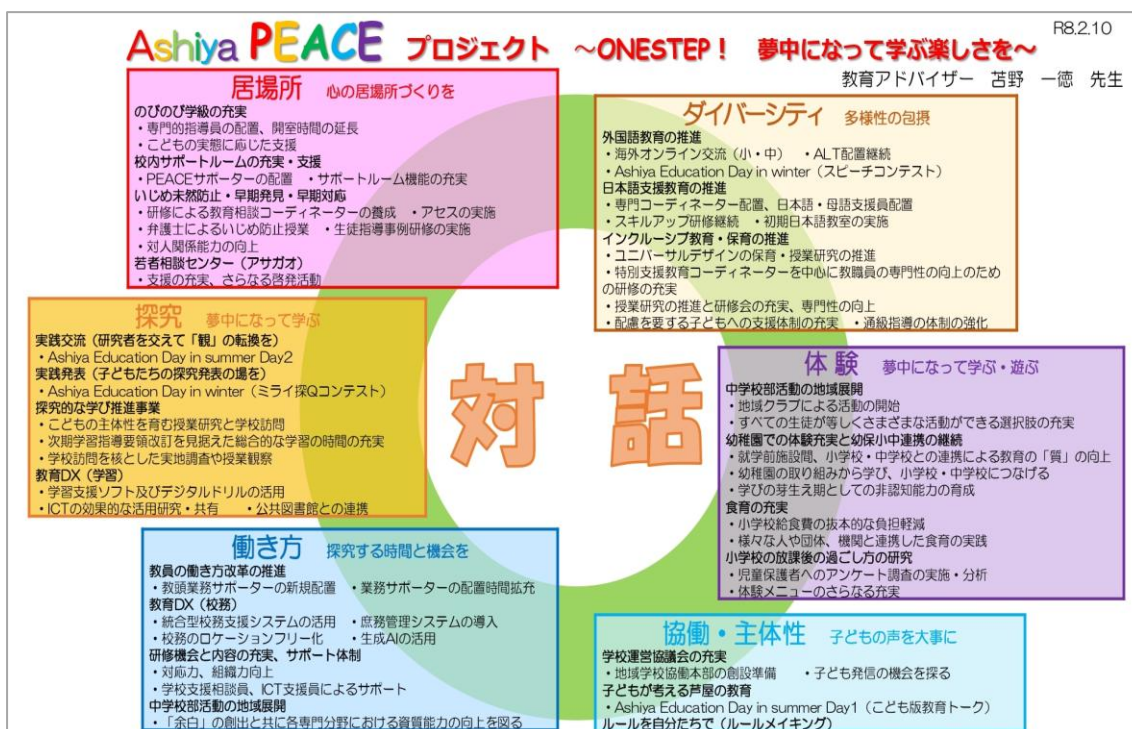 R8.2.10
Ashiya PEACE プロジェクト ～ONESTEP！ 夢中になって学ぶ楽しさを～
教育アドバイザー 苫野 一徳 先生
居場所 心の居場所づくりを
のびのび学級の充実
・専門的指導員の配置、開室時間の延長
・こどもの実態に応じた支援
校内サポートルームの充実・支援
・PEACEサポーターの配置 ・サポートルーム機能の充実
いじめ未然防止・早期発見・早期対応
・研修による教育相談コーディネーターの養成 ・アセスの実施
・弁護士によるいじめ防止授業 ・生徒指導事例研修の実施
・対人関係能力の向上
若者相談センター（アサガオ）
・支援の充実、さらなる啓発活動
ダイバーシティ 多様性の包摂
外国語教育の推進
・海外オンライン交流（小・中） ・ALT配置継続
・Ashiya Education Day in winter（スピーチコンテスト）
日本語支援教育の推進
・専門コーディネーター配置、日本語・母語支援員配置
・スキルアップ研修継続 ・初期日本語教室の実施
インクルーシブ教育・保育の推進
・ユニバーサルデザインの保育・授業研究の推進
・特別支援教育コーディネーターを中心に教職員の専門性の向上のため
の研修の充実
・授業研究の推進と研修会の充実、専門性の向上
・配慮を要する子どもへの支援体制の充実 ・通級指導の体制の強化
探究 夢中になって学ぶ
実践交流（研究者を交えて「観」の転換を）
・Ashiya Education Day in summer Day2
実践発表（子どもたちの探究発表の場を）
・Ashiya Education Day in winter（ミライ探Qコンテスト）
探究的な学び推進事業
・こどもの主体性を育む授業研究と学校訪問
・次期学習指導要領改訂を見据えた総合的な学習の時間の充実
・学校訪問を核とした実地調査や授業観察
教育DX（学習）
・学習支援ソフト及びデジタルドリルの活用
・ICTの効果的な活用研究・共有 ・公共図書館との連携
対話
体験 夢中になって学ぶ・遊ぶ
中学校部活動の地域展開
・地域クラブによる活動の開始
・すべての生徒が等しくさまざまな活動ができる選択肢の充実
幼稚園での体験充実と幼保小中連携の継続
・就学前施設間、小学校・中学校との連携による教育の「質」の向上
・幼稚園の取り組みから学び、小学校・中学校につなげる
・学びの芽生え期としての非認知能力の育成
食育の充実
・小学校給食費の抜本的な負担軽減
・様々な人や団体、機関と連携した食育の実践
小学校の放課後の過ごし方の研究
・児童保護者へのアンケート調査の実施・分析
・体験メニューのさらなる充実
働き方 探究する時間と機会を
教員の働き方改革の推進
・教頭業務サポーターの新規配置 ・業務サポーターの配置時間拡充
教育DX（校務）
・統合型校務支援システムの活用 ・庶務管理システムの導入
・校務のロケーションフリー化 ・生成AIの活用
研修機会と内容の充実、サポート体制
・対応力、組織力向上
・学校支援相談員、ICT支援員によるサポート
中学校部活動の地域展開
・「余白」の創出と共に各専門分野における資質能力の向上を図る
協働・主体性 子どもの声を大事に
学校運営協議会の充実
・地域学校協働本部の創設準備 ・子ども発信の機会を探る
子どもが考える芦屋の教育
・Ashiya Education Day in summer Day1（こども版教育トーク）
ルールを自分たちで（ルールメイキング）